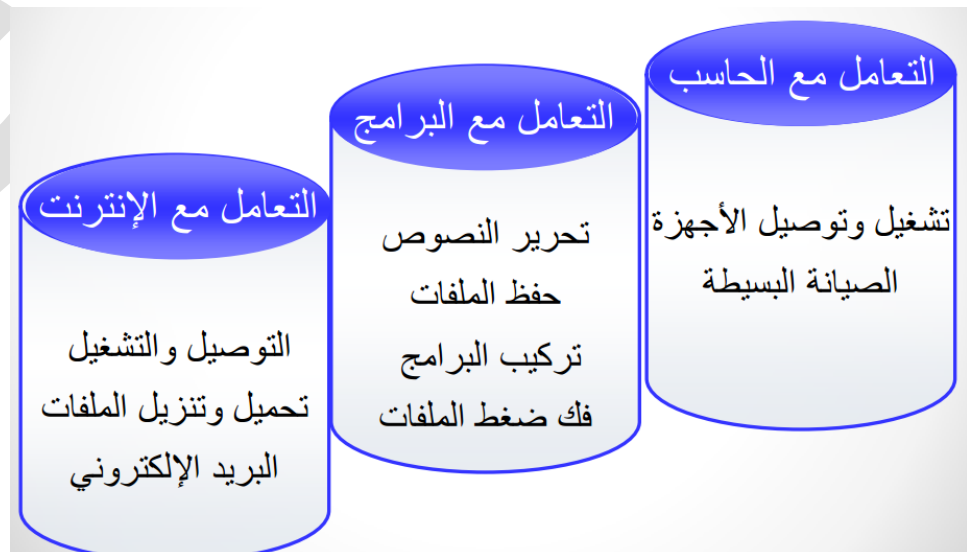 التعامل مع الحاسب
تشغيل وتوصيل الأجهزة
الصيانة البسيطة
التعامل مع البرامج
تحرير النصوص
حفظ الملفات
تركيب البرامج
فك ضغط الملفات
التعامل مع الإنترنت
التوصيل والتشغيل
تحميل وتنزيل الملفات
البريد الإلكتروني